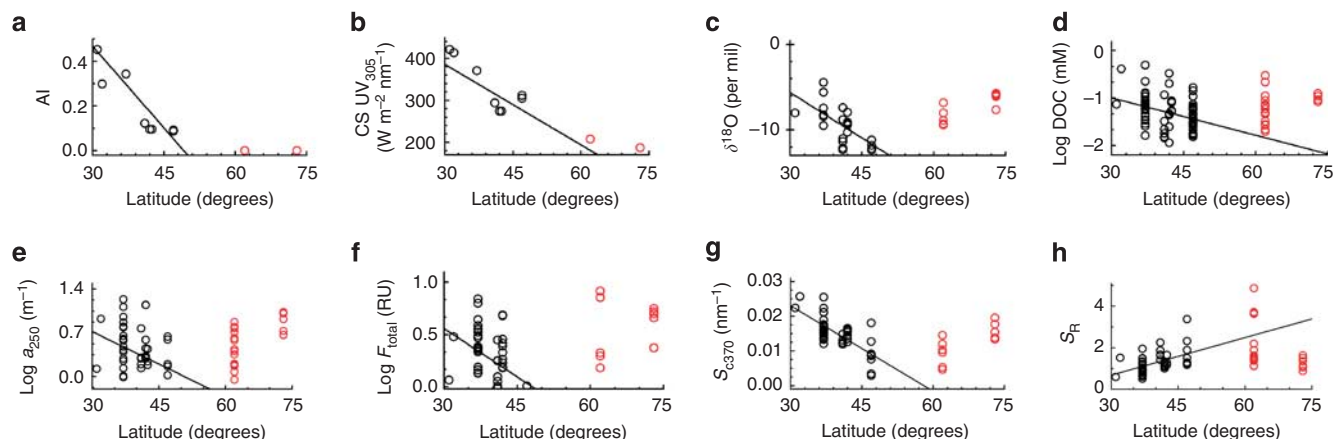 a
AI
0.4
0.2
0.0
30 45 60 75
Latitude (degrees)
b
CS UV305
(W m−2 nm−1)
400
300
200
30 45 60 75
Latitude (degrees)
c
δ18O (per mil)
0
−10
30 45 60 75
Latitude (degrees)
d
Log DOC (mM)
0
−1
−2
30 45 60 75
Latitude (degrees)
e
Log a250 (m−1)
1.4
0.7
0.0
30 45 60 75
Latitude (degrees)
f
Log Ftotal (RU)
1.0
0.0
30 45 60 75
Latitude (degrees)
g
Sc370 (nm−1)
0.03
0.02
0.01
0.00
30 45 60 75
Latitude (degrees)
h
SR
4
2
0
30 45 60 75
Latitude (degrees)